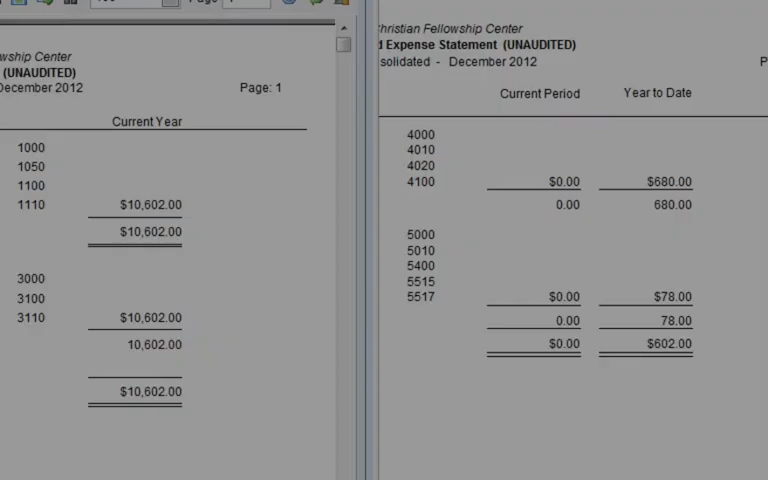 Page
wship Center
(UNAUDITED)
December 2012 Page: 1
Current Year
1000
1050
1100
1110 $10,602.00
$10,602.00
3000
3100
3110 $10,602.00
10,602.00
$10,602.00
hristian Fellowship Center
d Expense Statement (UNAUDITED)
solidated - December 2012 P
Current Period Year to Date
4000
4010
4020
4100 $0.00 $680.00
0.00 680.00
5000
5010
5400
5515
5517 $0.00 $78.00
0.00 78.00
$0.00 $602.00